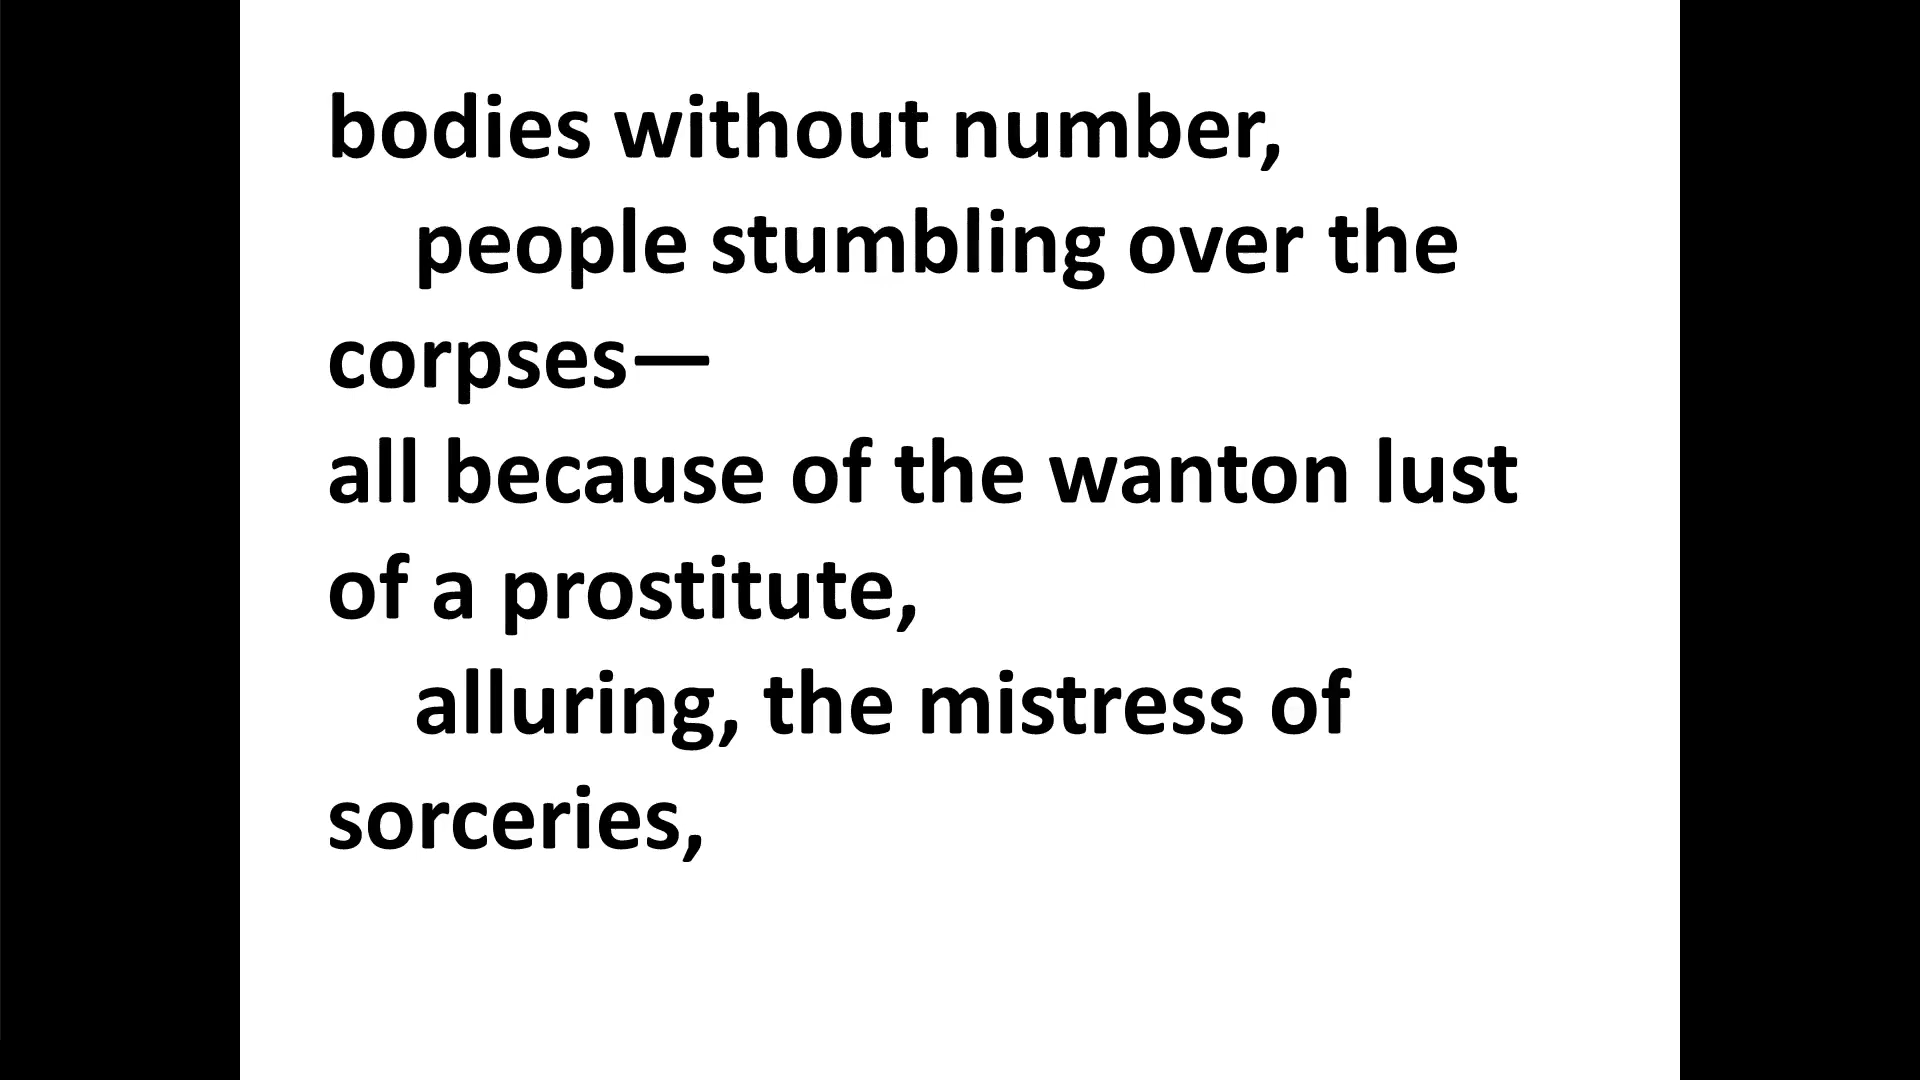 bodies without number,
people stumbling over the
corpses—
all because of the wanton lust
of a prostitute,
alluring, the mistress of
sorceries,